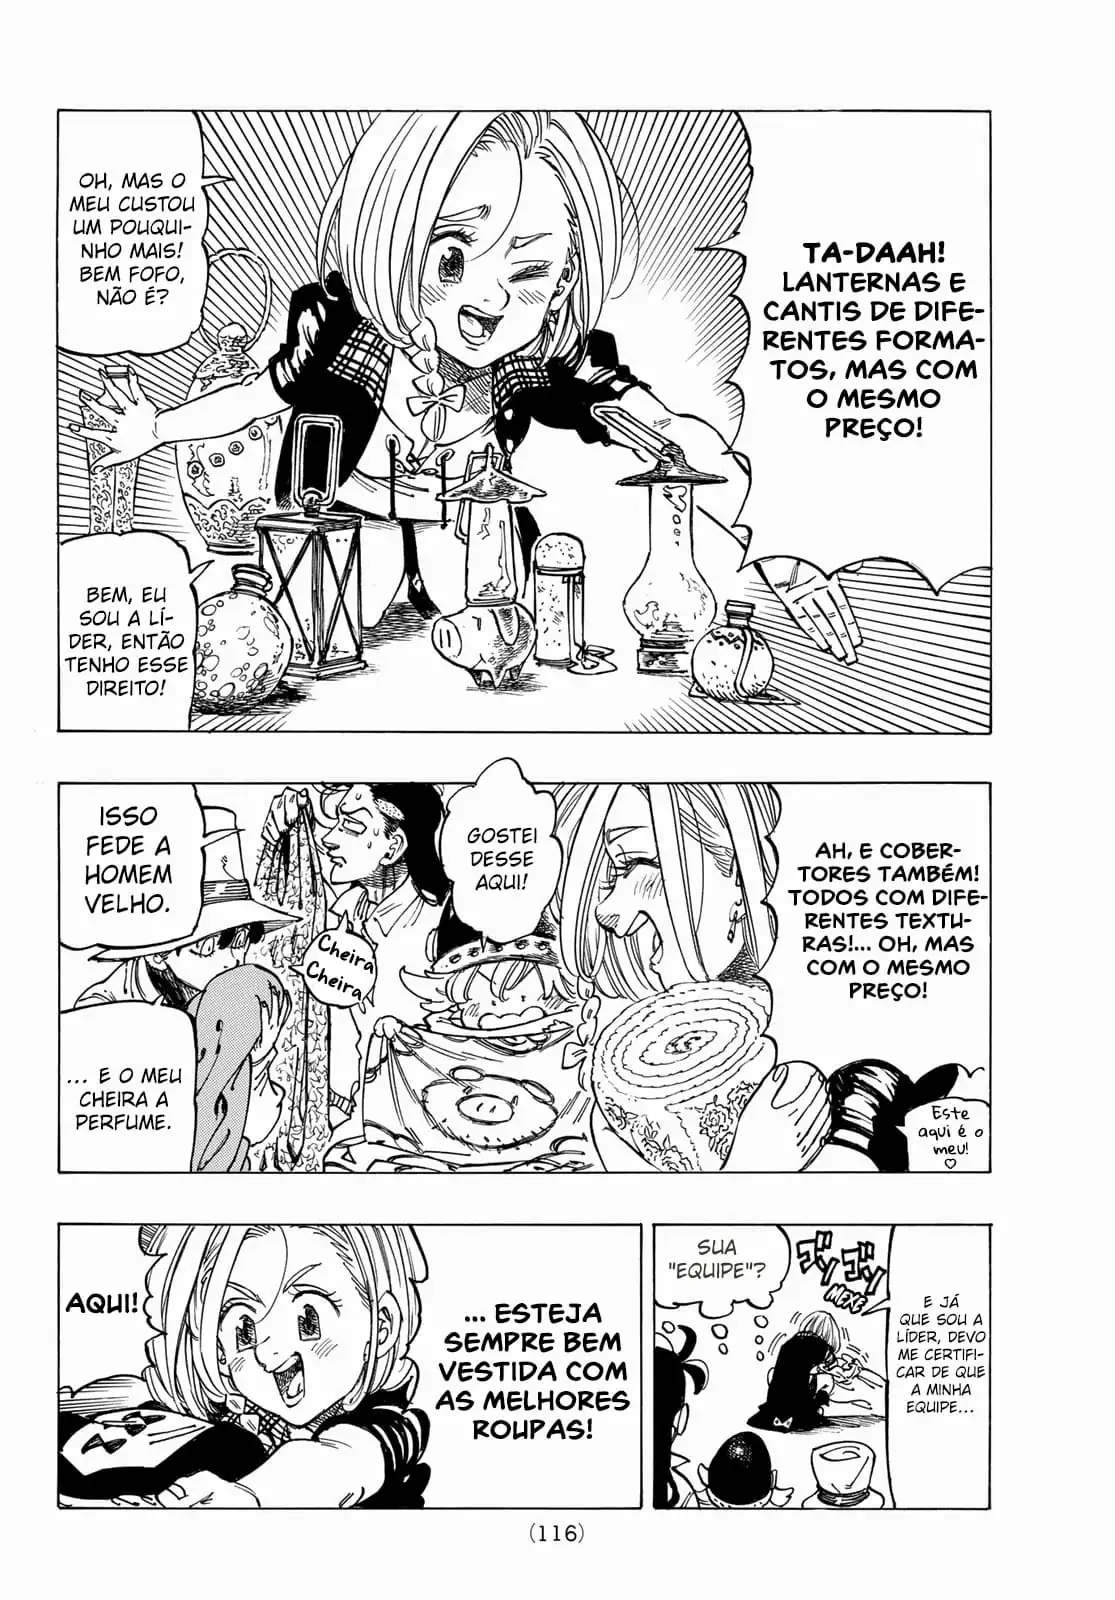 TA-DAAH!
LANTERNAS E
CANTIS DE DIFE-
RENTES FORMA-
TOS, MAS COM
O MESMO
PREÇO!
OH, MAS O
MEU CUSTOU
UM POUQUI-
NHO MAIS!
BEM FOFO,
NÃO É?
BEM, EU
SOU A LÍ-
DER, ENTÃO
TENHO ESSE
DIREITO!
AH, E COBER-
TORES TAMBÉM!
TODOS COM DIFE-
RENTES TEXTU-
RAS!... OH, MAS
COM O MESMO
PREÇO!
Este
aqui é o
meu!
♡
GOSTEI
DESSE
AQUI!
Cheira
Cheira
ISSO
FEDE A
HOMEM
VELHO.
... E O MEU
CHEIRA A
PERFUME.
E JÁ
QUE SOU A
LÍDER, DEVO
ME CERTIFI-
CAR DE QUE
A MINHA
EQUIPE...
ゴソ
ゴソ
MEXE
SUA
"EQUIPE"?
... ESTEJA
SEMPRE BEM
VESTIDA COM
AS MELHORES
ROUPAS!
AQUI!
(116)